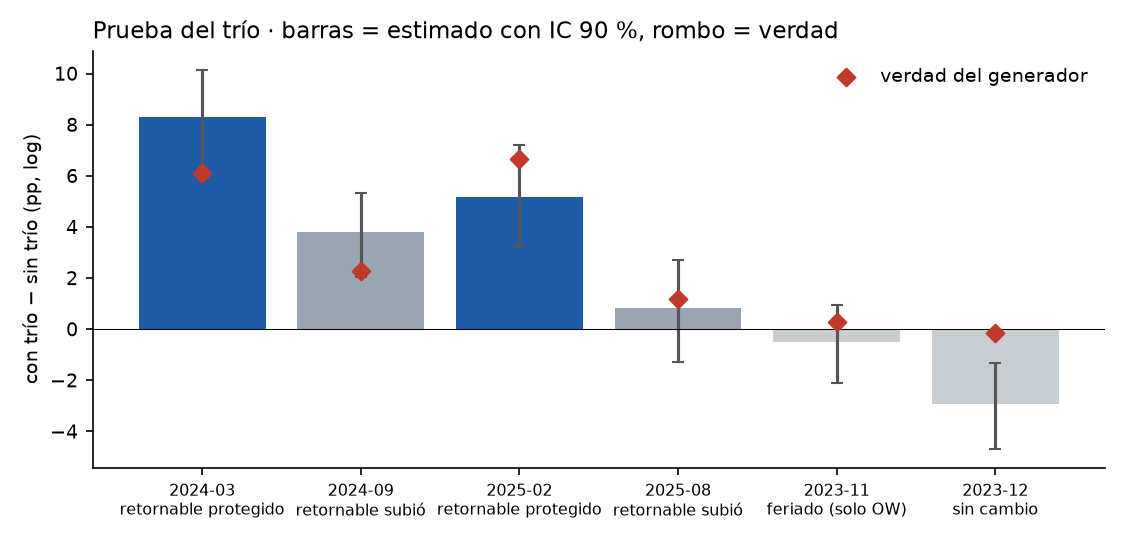 Prueba del trío · barras = estimado con IC 90 %, rombo = verdad
verdad del generador
con trío − sin trío (pp, log)
10
8
6
4
2
0
−2
−4
2024-03
retornable protegido
2024-09
retornable subió
2025-02
retornable protegido
2025-08
retornable subió
2023-11
feriado (solo OW)
2023-12
sin cambio